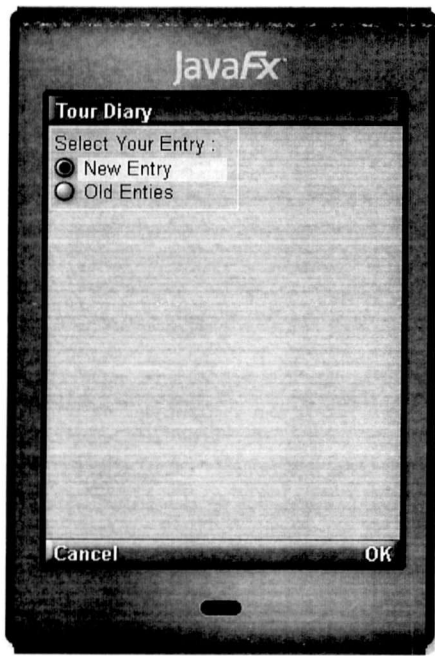 JavaFx
Tour Diary
Select Your Entry :
New Entry
Old Enties
Cancel OK